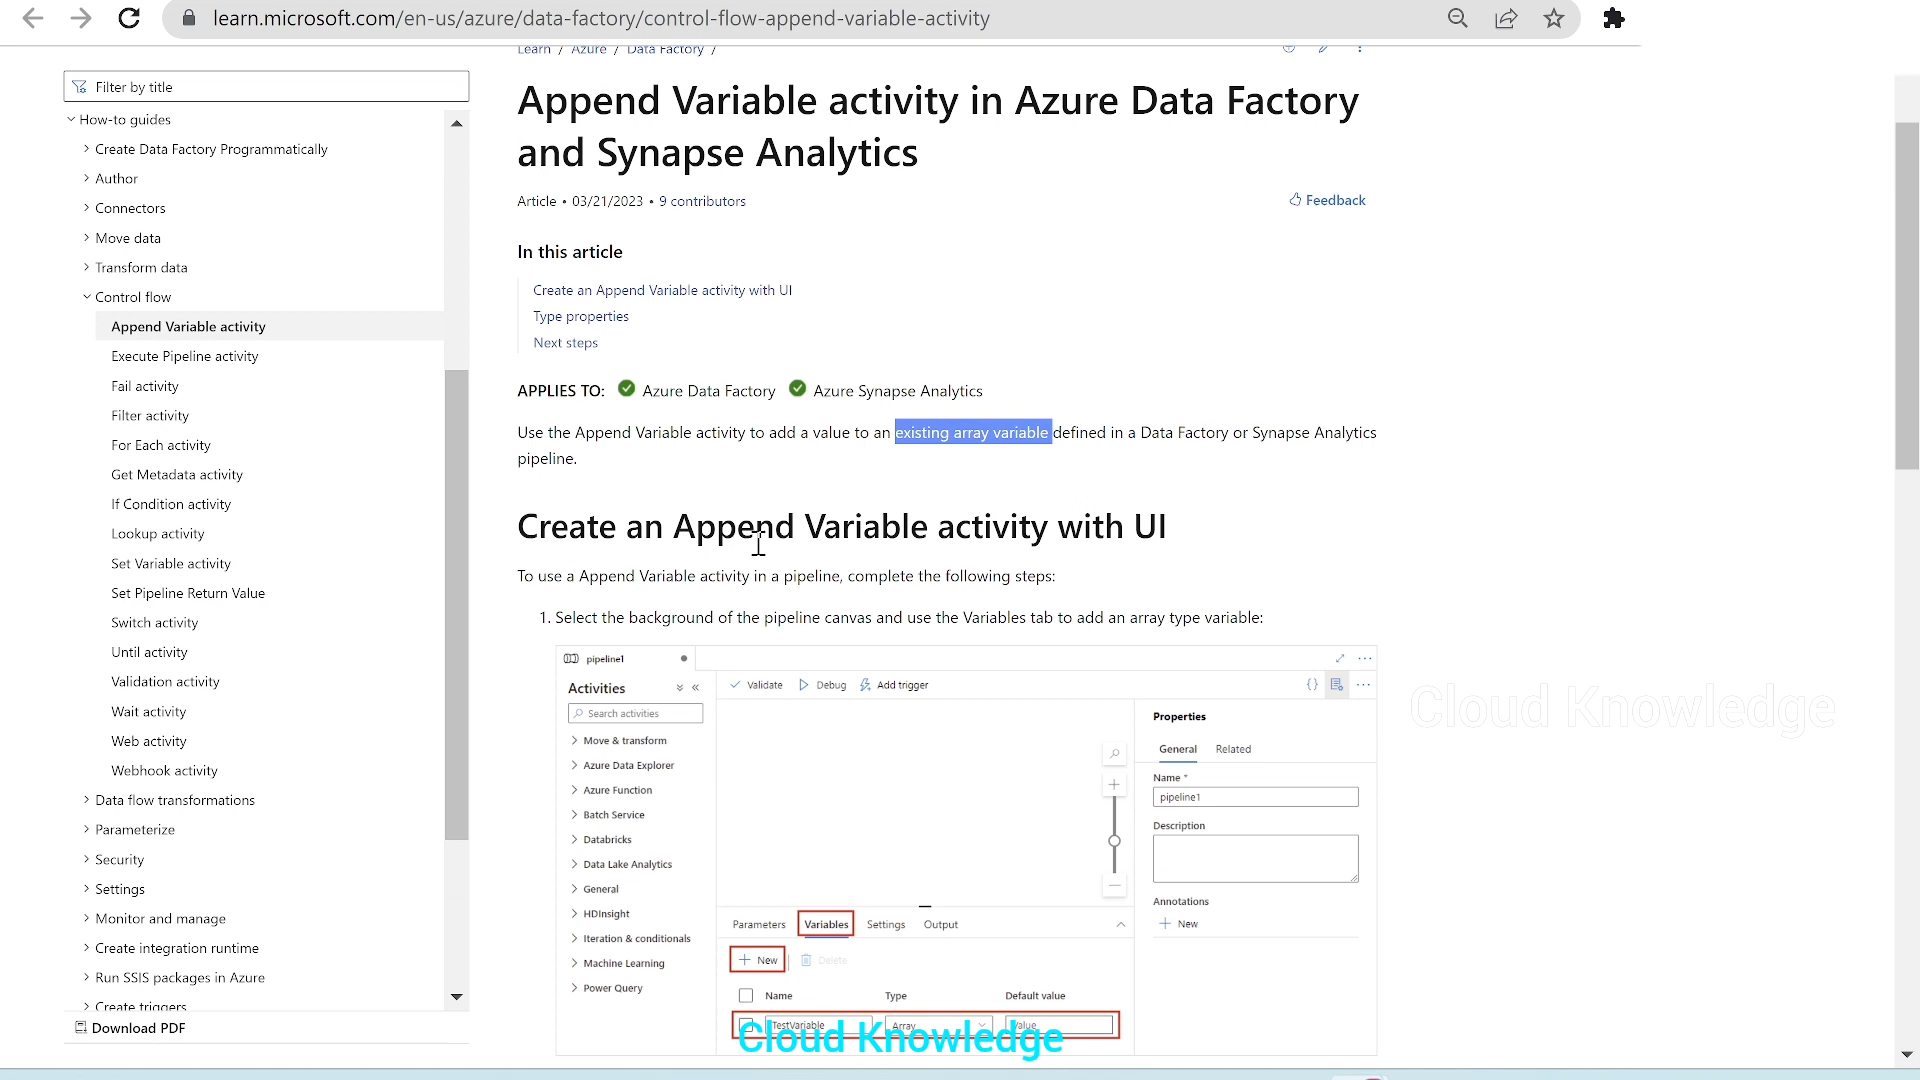 learn.microsoft.com/en-us/azure/data-factory/control-flow-append-variable-activity
Learn / Azure / Data Factory /
Filter by title
How-to guides
Create Data Factory Programmatically
Author
Connectors
Move data
Transform data
Control flow
Append Variable activity
Execute Pipeline activity
Fail activity
Filter activity
For Each activity
Get Metadata activity
If Condition activity
Lookup activity
Set Variable activity
Set Pipeline Return Value
Switch activity
Until activity
Validation activity
Wait activity
Web activity
Webhook activity
Data flow transformations
Parameterize
Security
Settings
Monitor and manage
Create integration runtime
Run SSIS packages in Azure
Create triggers
Download PDF
Append Variable activity in Azure Data Factory
and Synapse Analytics
Article • 03/21/2023 • 9 contributors
Feedback
In this article
Create an Append Variable activity with UI
Type properties
Next steps
APPLIES TO: Azure Data Factory Azure Synapse Analytics
Use the Append Variable activity to add a value to an existing array variable defined in a Data Factory or Synapse Analytics
pipeline.
Create an Append Variable activity with UI
To use a Append Variable activity in a pipeline, complete the following steps:
1. Select the background of the pipeline canvas and use the Variables tab to add an array type variable:
pipeline1
Activities
Search activities
Move & transform
Azure Data Explorer
Azure Function
Batch Service
Databricks
Data Lake Analytics
General
HDInsight
Iteration & conditionals
Machine Learning
Power Query
Validate Debug Add trigger
Properties
General Related
Name *
pipeline1
Description
Annotations
New
Parameters Variables Settings Output
New Delete
Name Type Default value
TestVariable Array Value
Cloud Knowledge
Cloud Knowledge